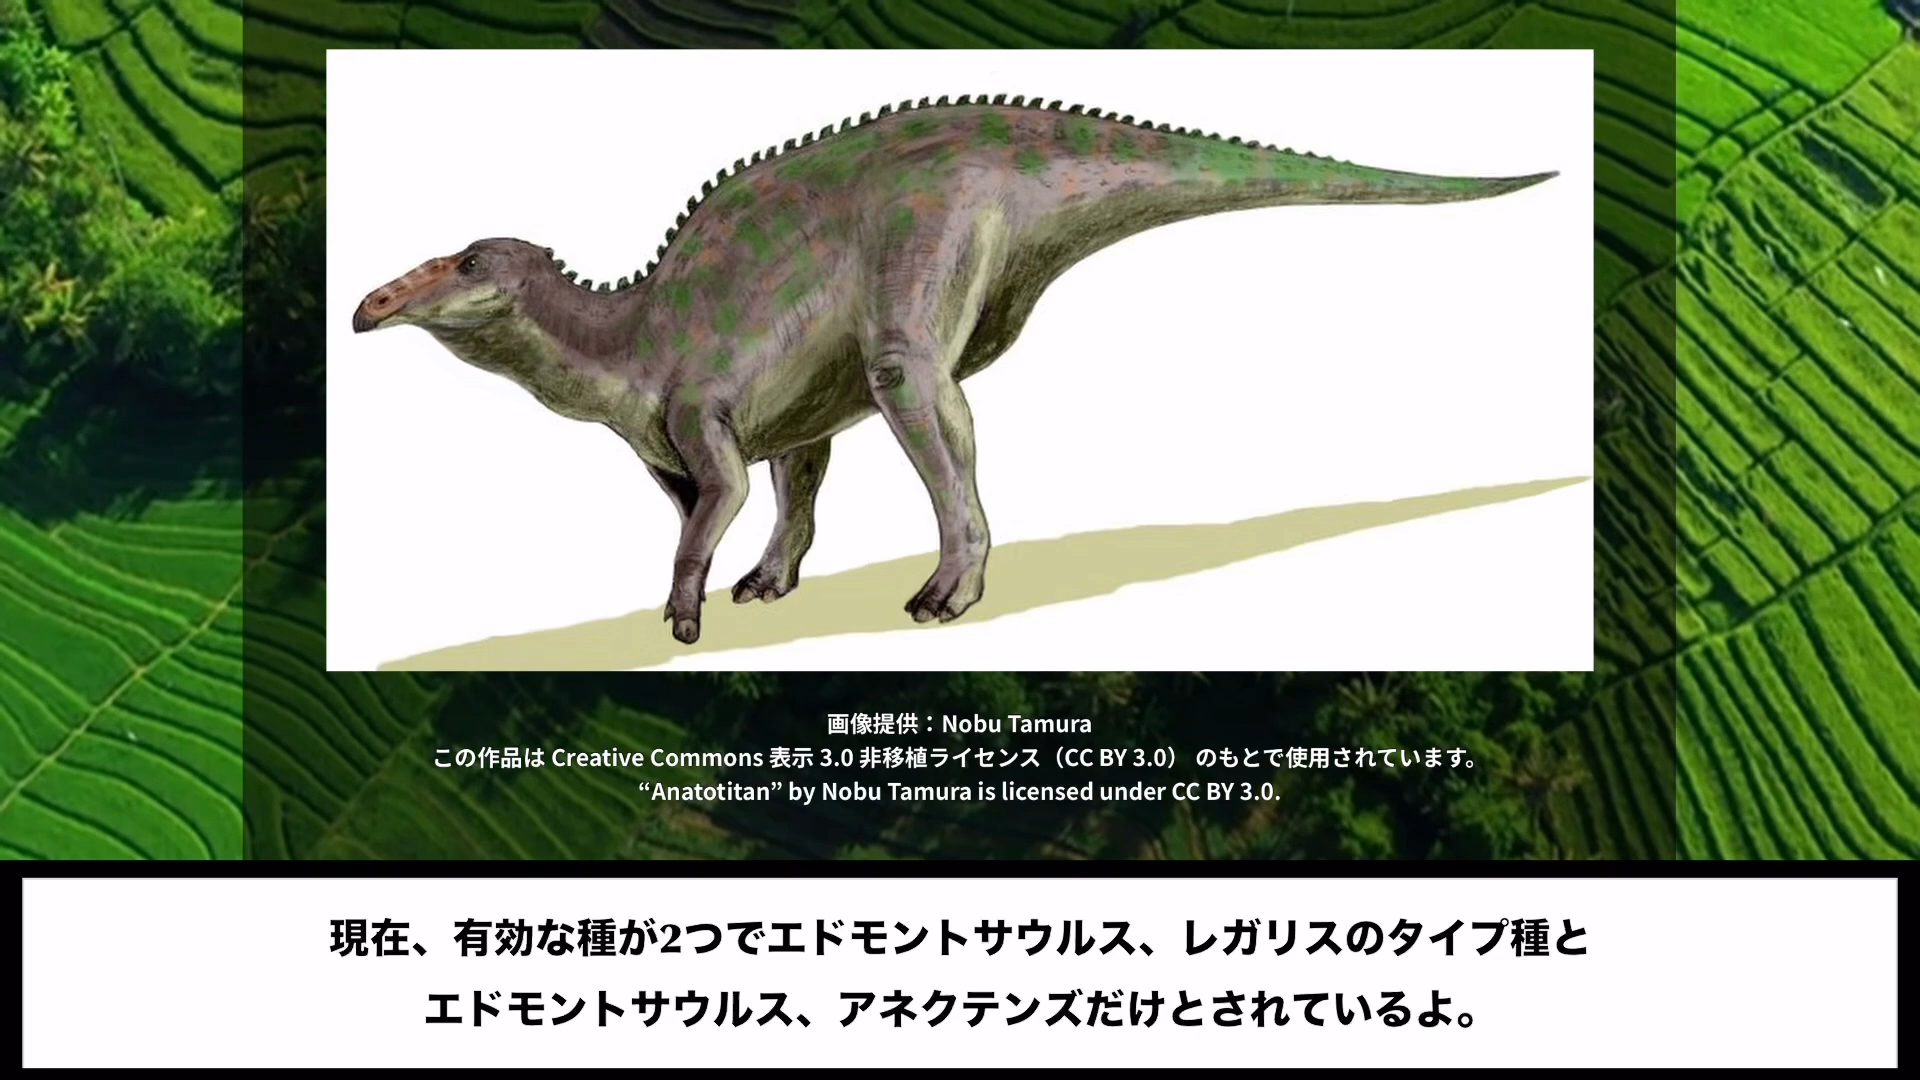 画像提供：Nobu Tamura
この作品は Creative Commons 表示 3.0 非移植ライセンス（CC BY 3.0） のもとで使用されています。
“Anatotitan” by Nobu Tamura is licensed under CC BY 3.0.
現在、有効な種が2つでエドモントサウルス、レガリスのタイプ種と
エドモントサウルス、アネクテンズだけとされているよ。